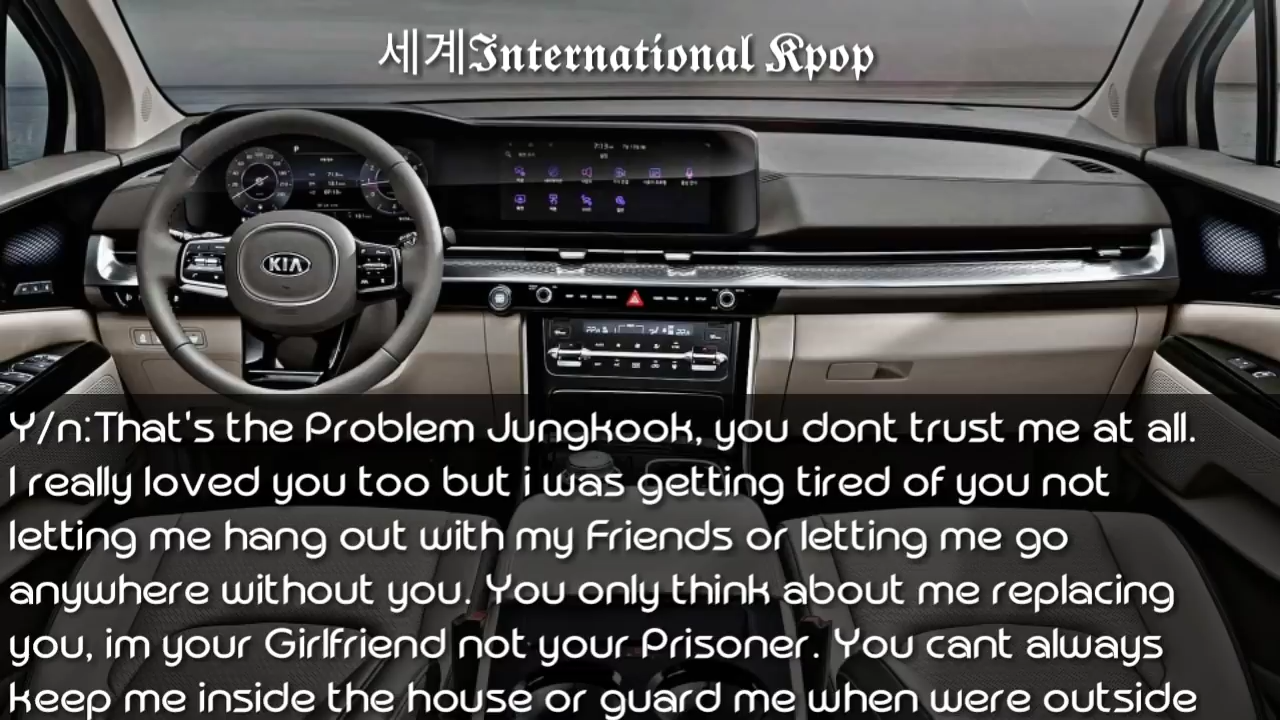 세계𝕴nternational 𝕶pop
KIA
Y/n:That's the Problem Jungkook, you dont trust me at all.
I really loved you too but i was getting tired of you not
letting me hang out with my Friends or letting me go
anywhere without you. You only think about me replacing
you, im your Girlfriend not your Prisoner. You cant always
keep me inside the house or guard me when were outside